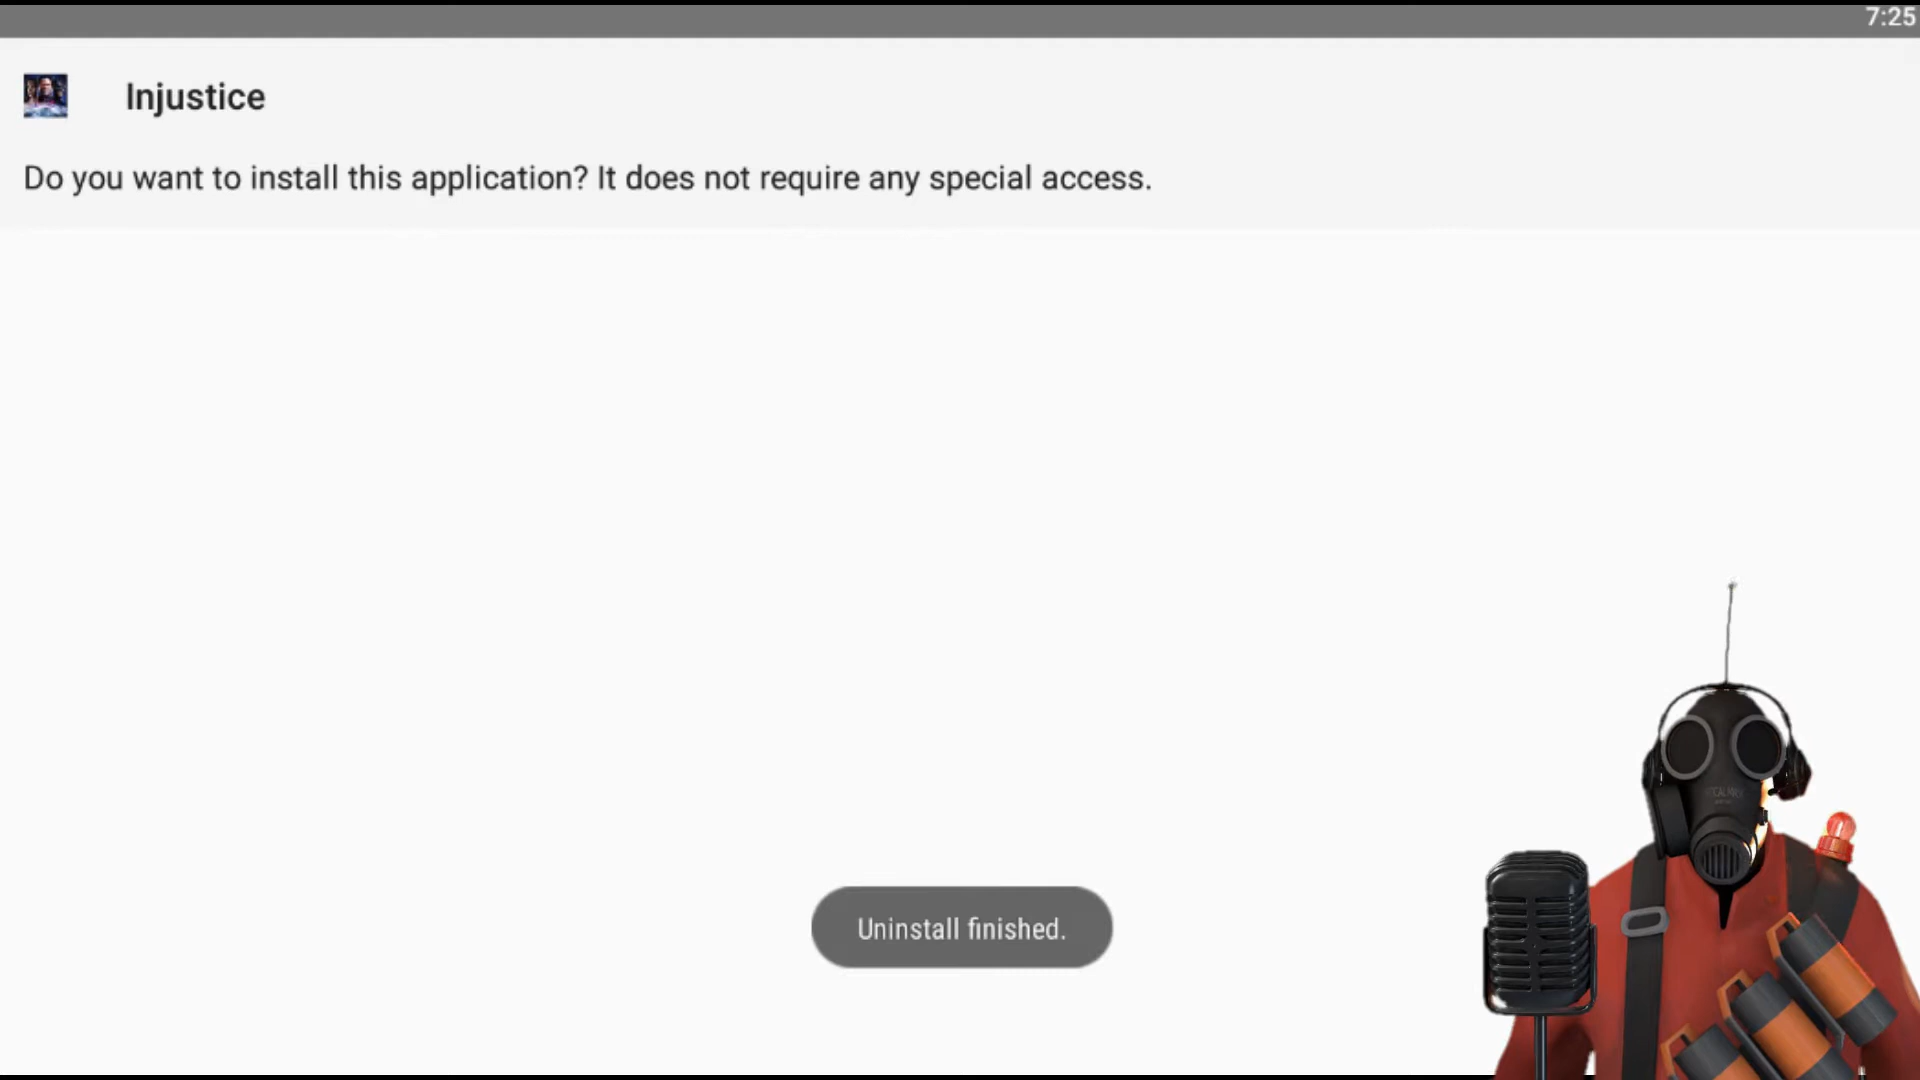 7:25
Injustice
Do you want to install this application? It does not require any special access.
Uninstall finished.